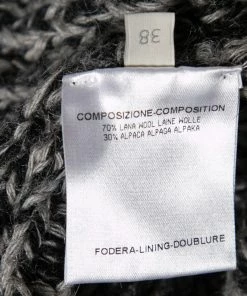 38
COMPOSIZIONE-COMPOSITION
70% LANA WOOL LAINE WOLLE
30% ALPACA ALPAGA ALPAKA
FODERA-LINING-DOUBLURE